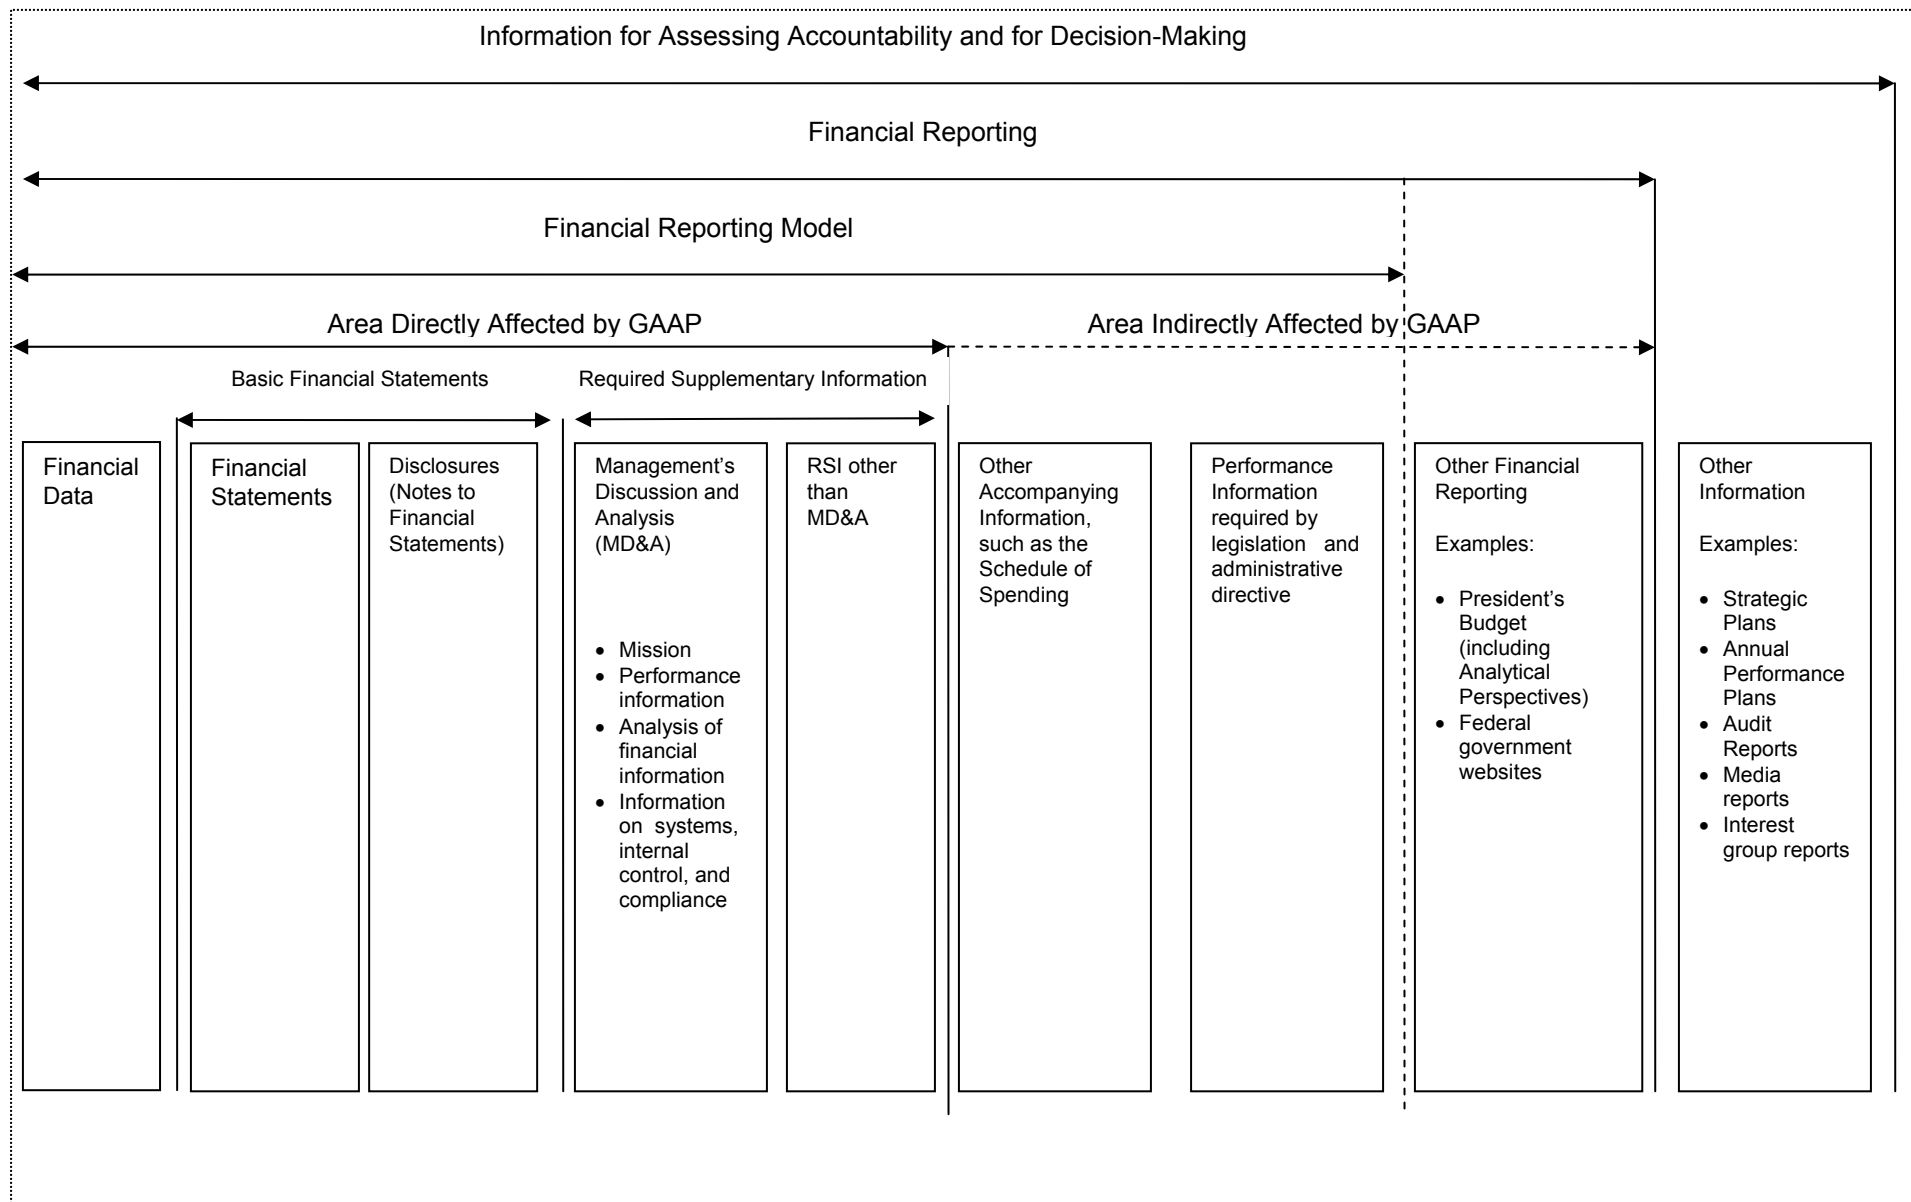 Information for Assessing Accountability and for Decision-Making
Financial Reporting
Financial Reporting Model
Area Directly Affected by GAAP
Area Indirectly Affected by GAAP
Basic Financial Statements
Required Supplementary Information
Financial
Data
Financial
Statements
Disclosures
(Notes to
Financial
Statements)
Management’s
Discussion and
Analysis
(MD&A)
• Mission
• Performance
information
• Analysis of
financial
information
• Information
on systems,
internal
control, and
compliance
RSI other
than
MD&A
Other
Accompanying
Information,
such as the
Schedule of
Spending
Performance
Information
required by
legislation and
administrative
directive
Other Financial
Reporting
Examples:
• President’s
Budget
(including
Analytical
Perspectives)
• Federal
government
websites
Other
Information
Examples:
• Strategic
Plans
• Annual
Performance
Plans
• Audit
Reports
• Media
reports
• Interest
group reports